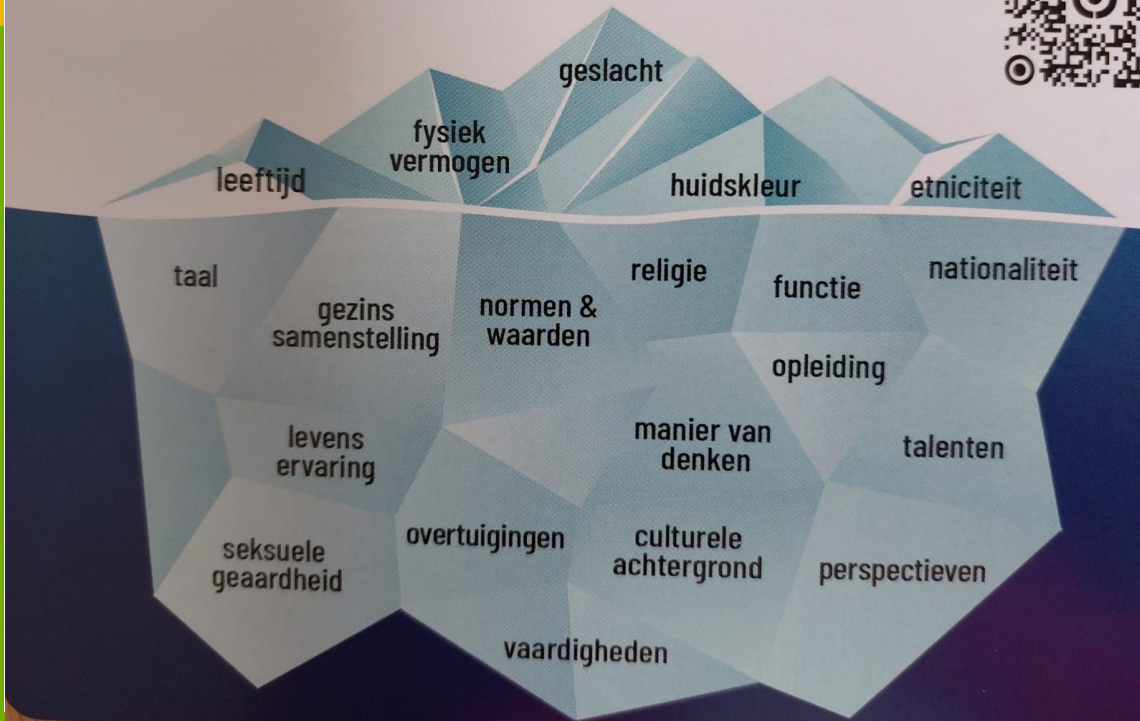 geslacht
fysiek
vermogen
leeftijd
huidskleur
etniciteit
taal
gezins
samenstelling
normen &
waarden
religie
functie
nationaliteit
opleiding
levens
ervaring
manier van
denken
talenten
seksuele
geaardheid
overtuigingen
culturele
achtergrond
perspectieven
vaardigheden